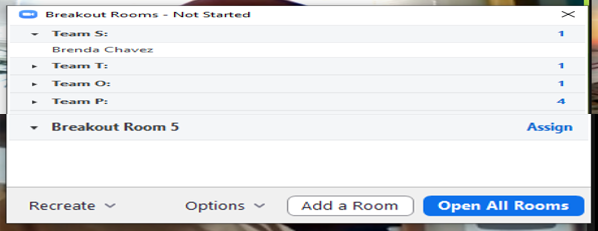 Breakout Rooms - Not Started
Team S: 1
Brenda Chavez
Team T: 1
Team O: 1
Team P: 4
Breakout Room 5 Assign
Recreate Options Add a Room Open All Rooms